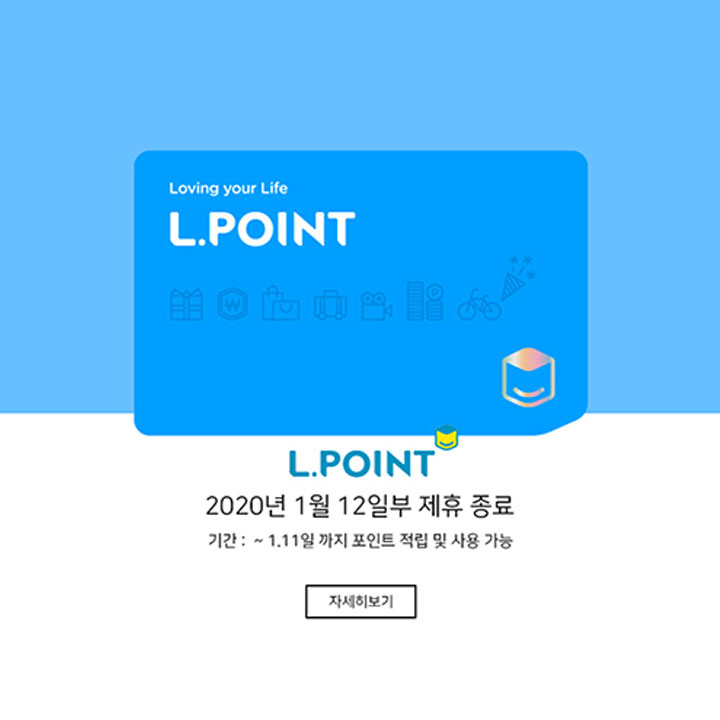 Loving your Life
L.POINT
L.POINT
2020년 1월 12일부 제휴 종료
기간 : ~ 1.11일 까지 포인트 적립 및 사용 가능
자세히보기